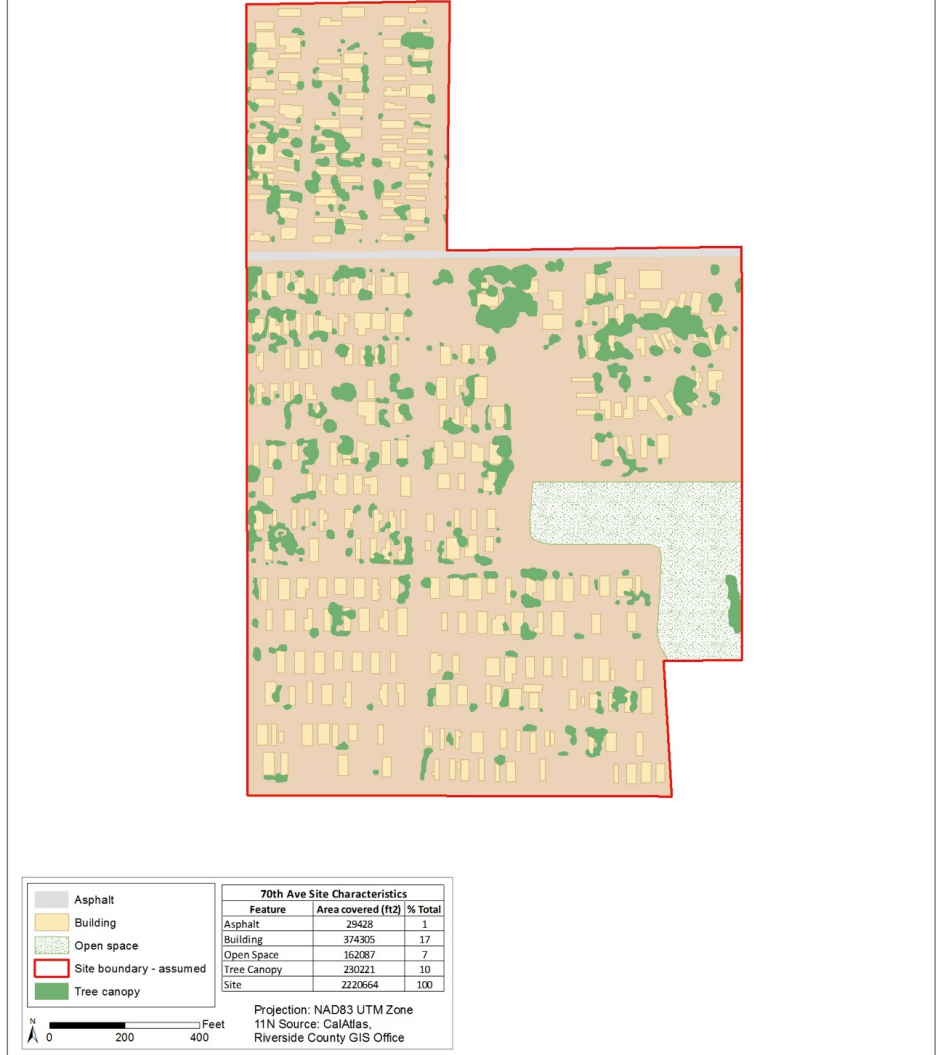 Asphalt
Building
Open space
Site boundary - assumed
Tree canopy
70th Ave Site Characteristics
Feature Area covered (ft2) % Total
Asphalt 29428 1
Building 374305 17
Open Space 162087 7
Tree Canopy 230221 10
Site 2220664 100
N
Feet
0 200 400
Projection: NAD83 UTM Zone
11N Source: CalAtlas,
Riverside County GIS Office